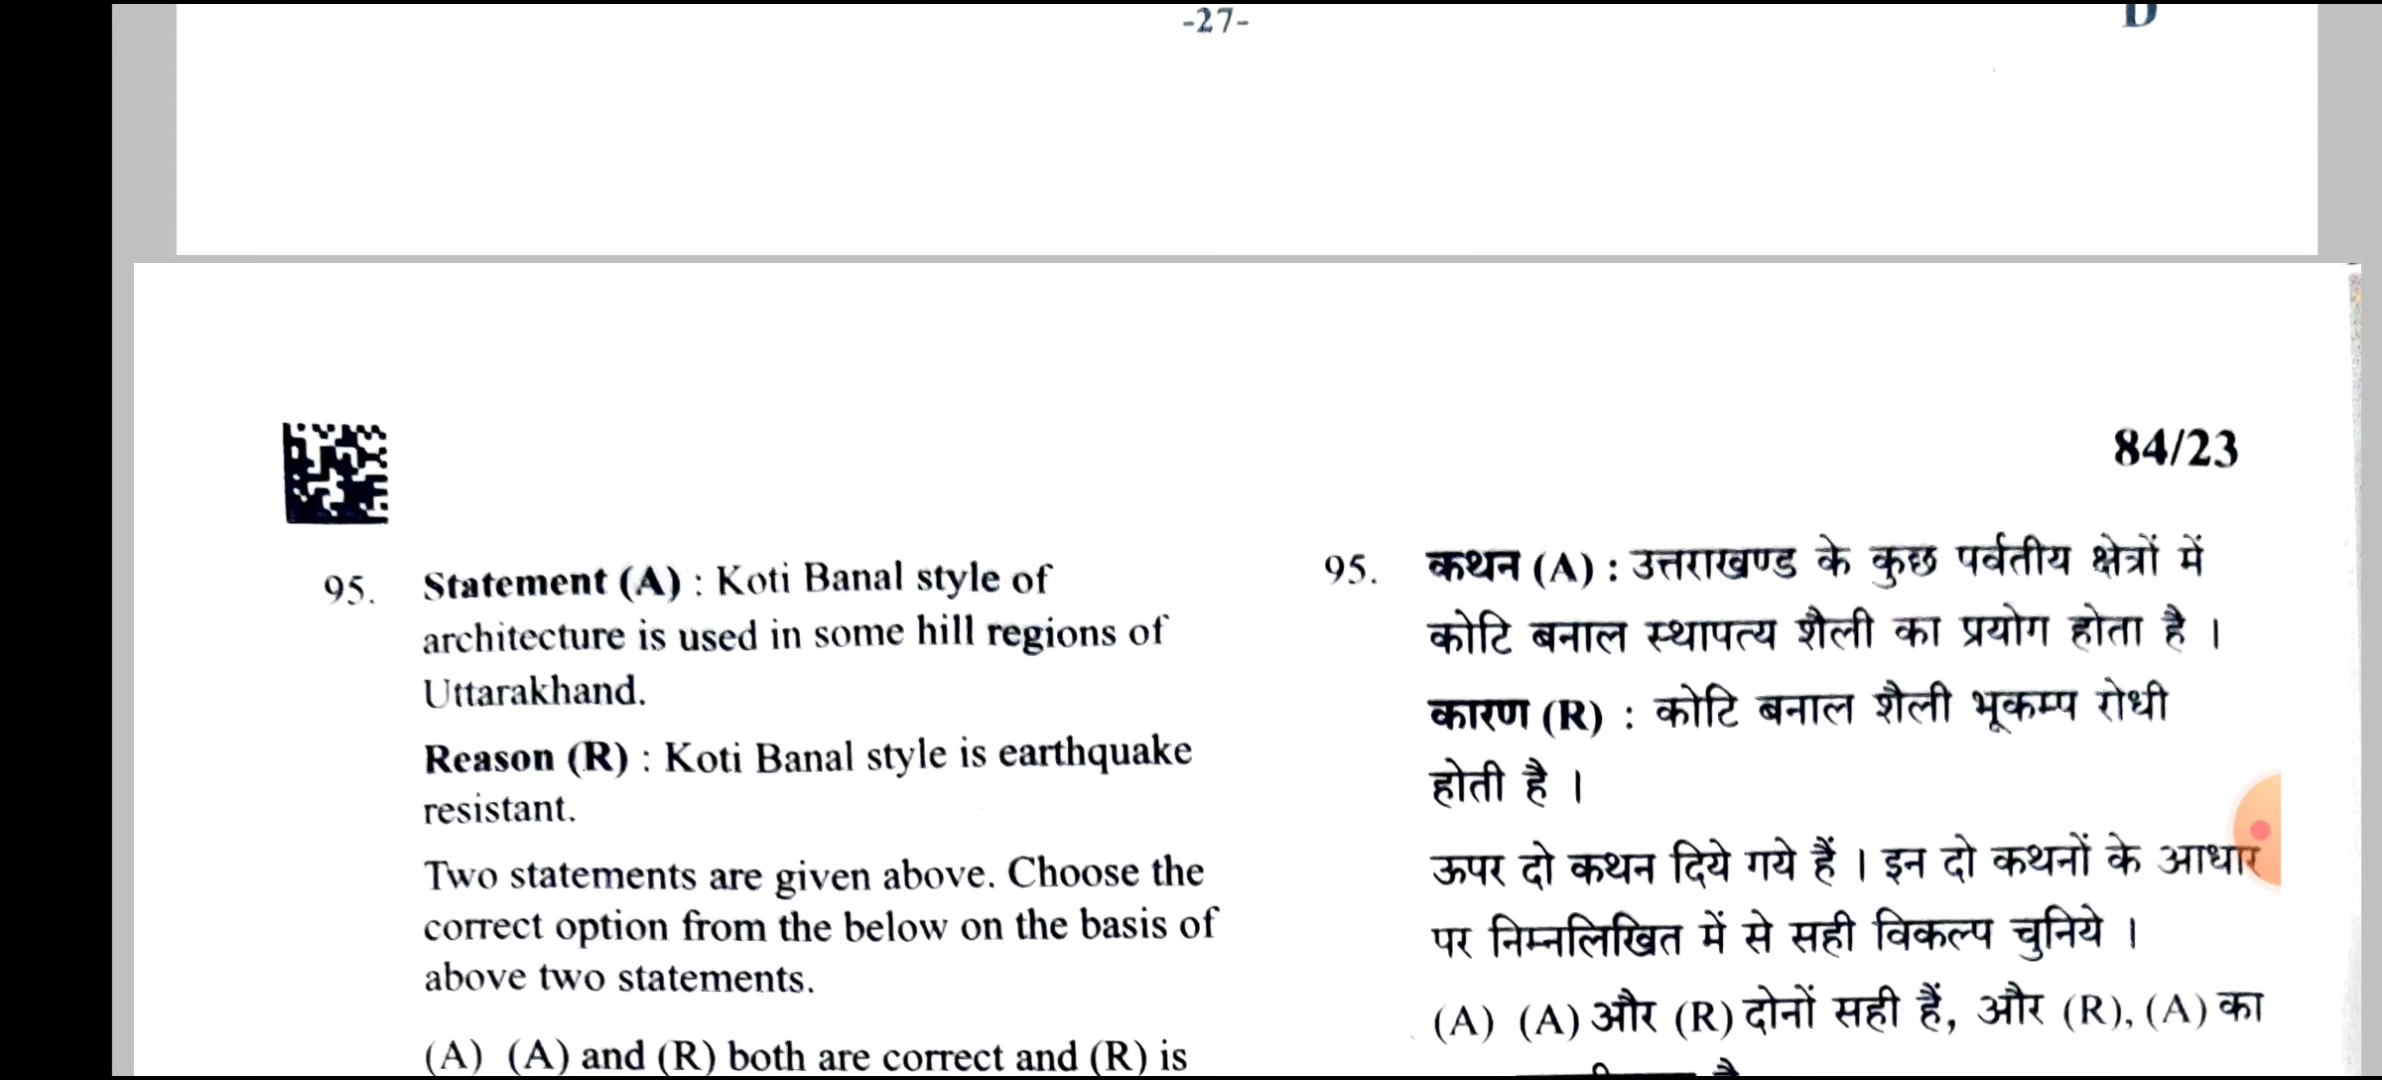 -27-
D
84/23
95. Statement (A) : Koti Banal style of
architecture is used in some hill regions of
Uttarakhand.
Reason (R) : Koti Banal style is earthquake
resistant.
Two statements are given above. Choose the
correct option from the below on the basis of
above two statements.
(A) (A) and (R) both are correct and (R) is
95. कथन (A) : उत्तराखण्ड के कुछ पर्वतीय क्षेत्रों में
कोटि बनाल स्थापत्य शैली का प्रयोग होता है ।
कारण (R) : कोटि बनाल शैली भूकम्प रोधी
होती है ।
ऊपर दो कथन दिये गये हैं । इन दो कथनों के आधार
पर निम्नलिखित में से सही विकल्प चुनिये ।
(A) (A) और (R) दोनों सही हैं, और (R), (A) का